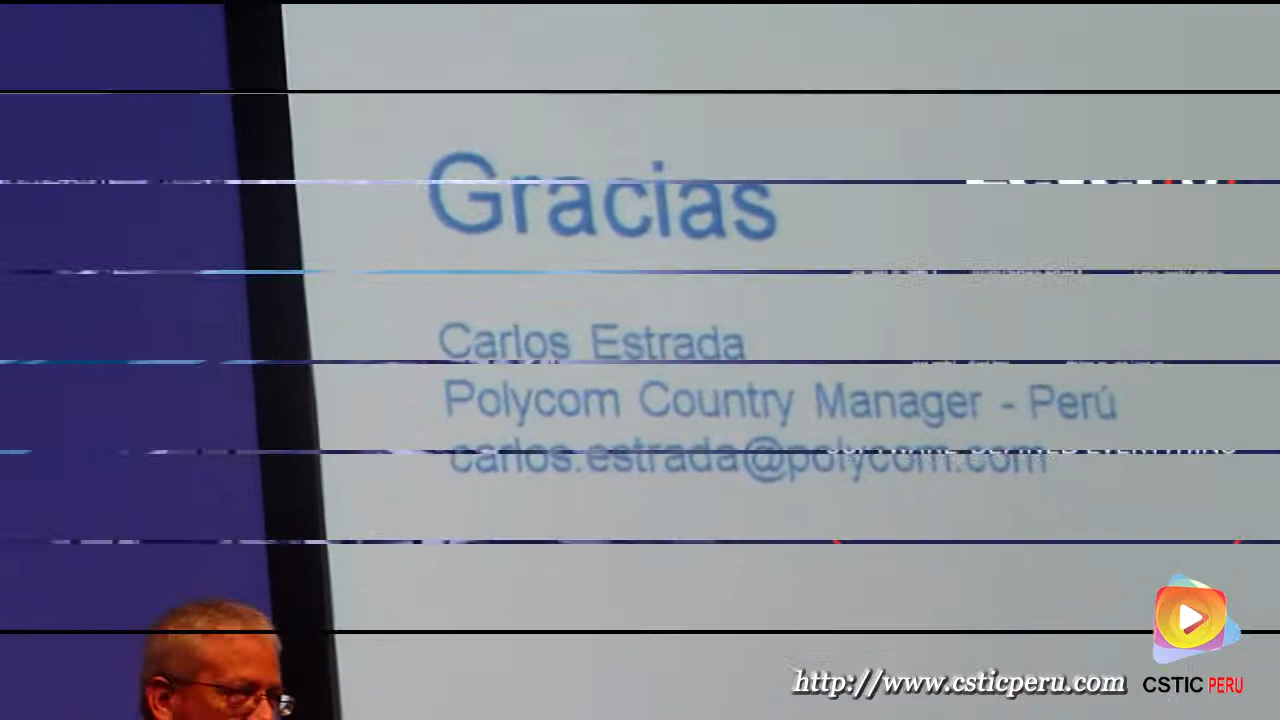 Gracias
Carlos Estrada
Polycom Country Manager - Perú
carlos.estrada@polycom.com
http://www.csticperu.com
CSTIC PERU